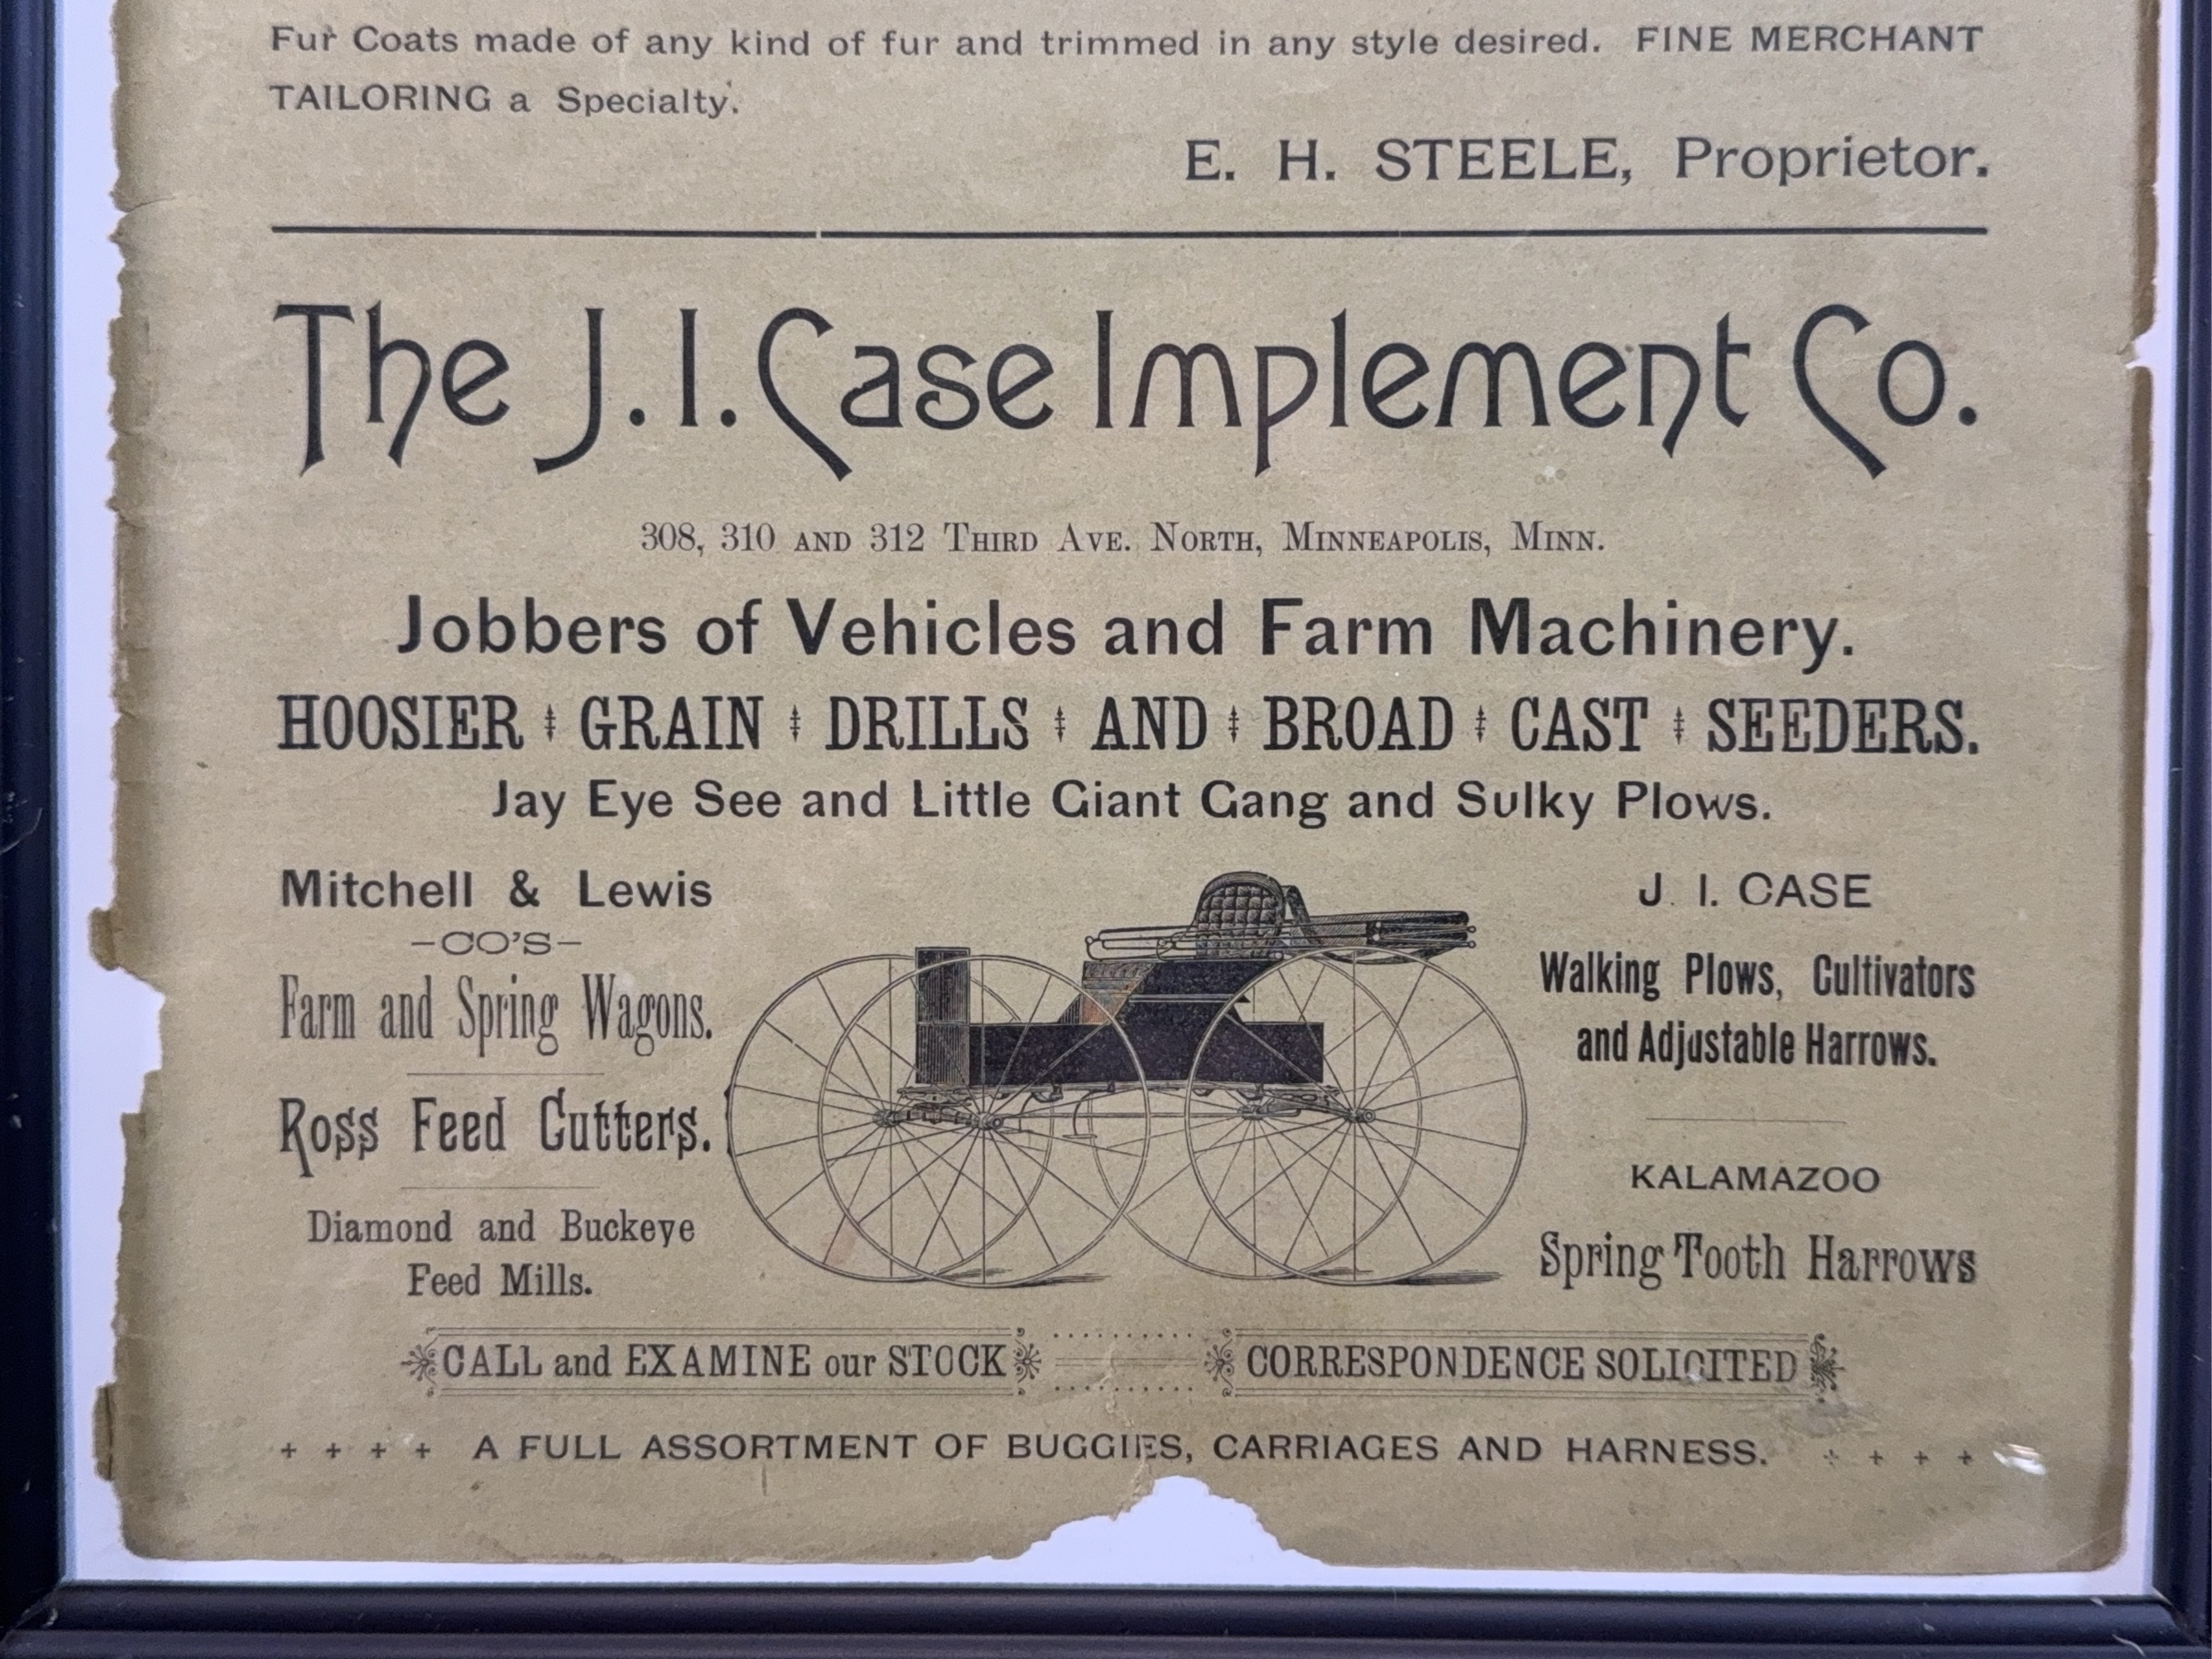 Fur Coats made of any kind of fur and trimmed in any style desired. FINE MERCHANT
TAILORING a Specialty.
E. H. STEELE, Proprietor.
The J. I. Case Implement Co.
308, 310 AND 312 THIRD AVE. NORTH, MINNEAPOLIS, MINN.
Jobbers of Vehicles and Farm Machinery.
HOOSIER ⁑ GRAIN ⁑ DRILLS ⁑ AND ⁑ BROAD ⁑ CAST ⁑ SEEDERS.
Jay Eye See and Little Giant Gang and Sulky Plows.
Mitchell & Lewis
–CO'S–
Farm and Spring Wagons.
Ross Feed Cutters.
Diamond and Buckeye
Feed Mills.
J. I. CASE
Walking Plows, Cultivators
and Adjustable Harrows.
KALAMAZOO
Spring Tooth Harrows
CALL and EXAMINE our STOCK CORRESPONDENCE SOLICITED
+ + + + A FULL ASSORTMENT OF BUGGIES, CARRIAGES AND HARNESS. + + + +